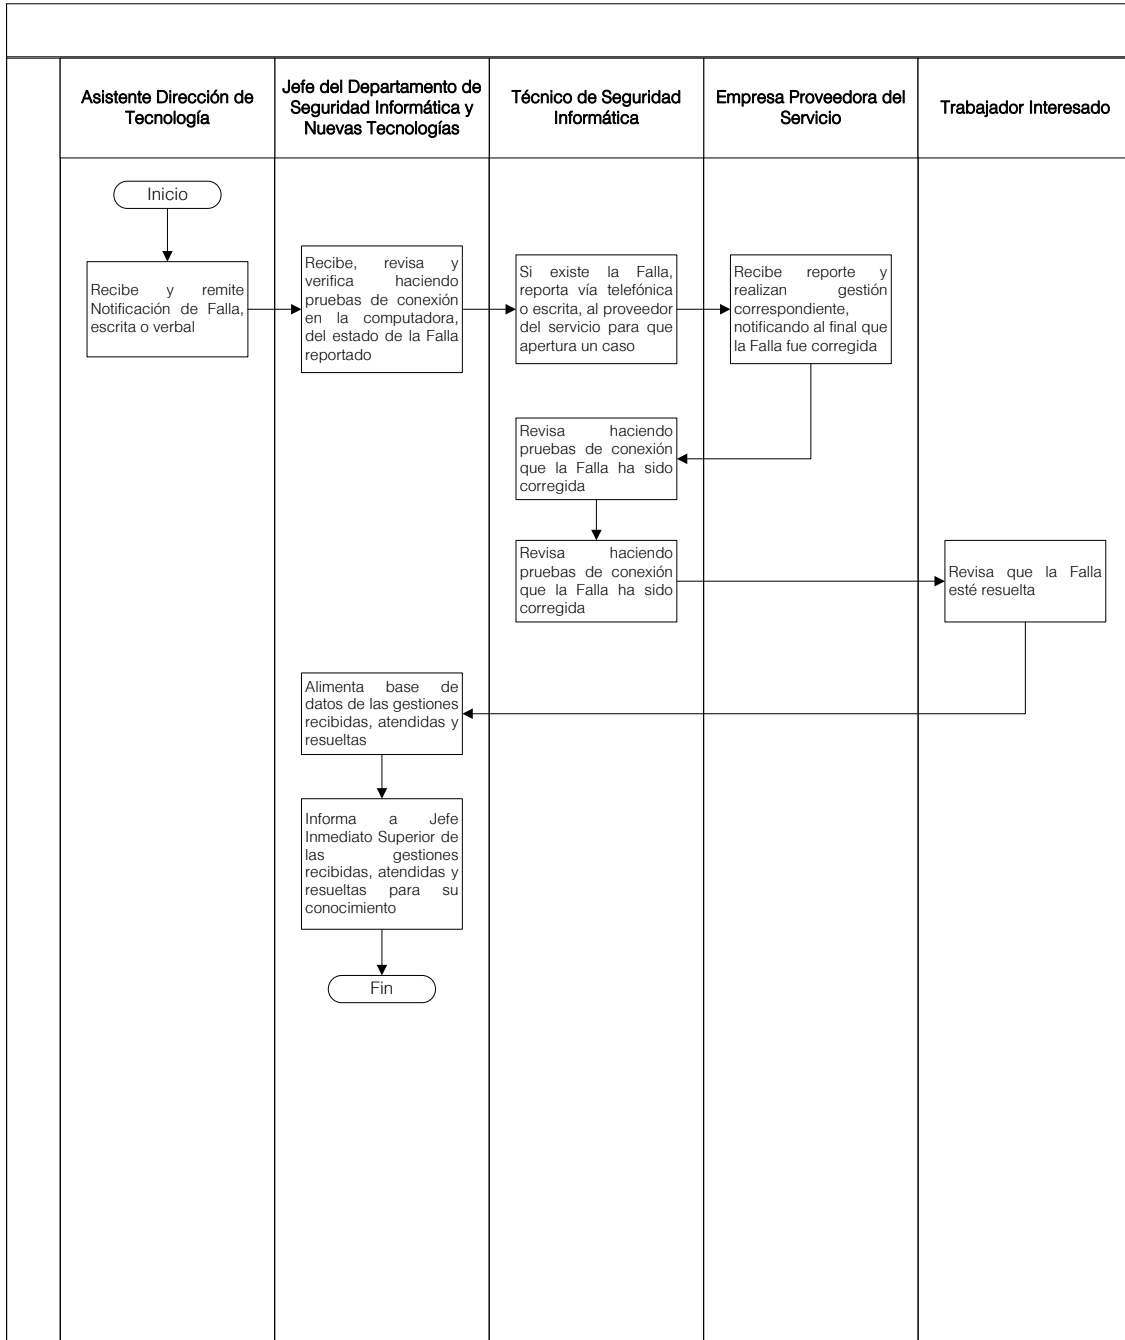 Asistente Dirección de
Tecnología
Jefe del Departamento de
Seguridad Informática y
Nuevas Tecnologías
Técnico de Seguridad
Informática
Empresa Proveedora del
Servicio
Trabajador Interesado
Inicio
Recibe y remite
Notificación de Falla,
escrita o verbal
Recibe, revisa y
verifica haciendo
pruebas de conexión
en la computadora,
del estado de la Falla
reportado
Si existe la Falla,
reporta vía telefónica
o escrita, al proveedor
del servicio para que
apertura un caso
Recibe reporte y
realizan gestión
correspondiente,
notificando al final que
la Falla fue corregida
Revisa haciendo
pruebas de conexión
que la Falla ha sido
corregida
Revisa haciendo
pruebas de conexión
que la Falla ha sido
corregida
Revisa que la Falla
esté resuelta
Alimenta base de
datos de las gestiones
recibidas, atendidas y
resueltas
Informa a Jefe
Inmediato Superior de
las gestiones
recibidas, atendidas y
resueltas para su
conocimiento
Fin